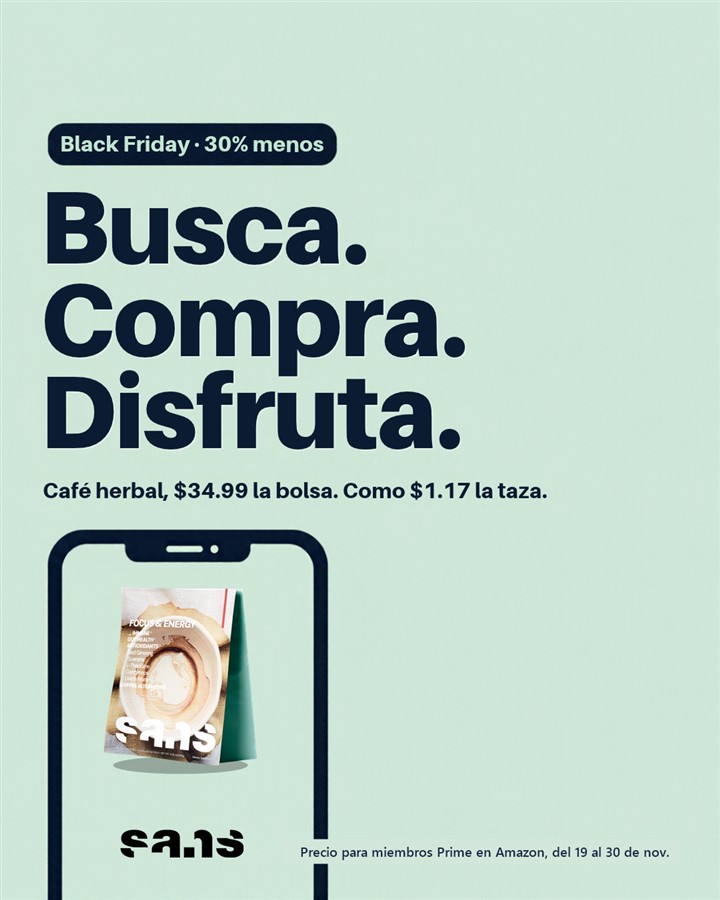 Black Friday · 30% menos
Busca.
Compra.
Disfruta.
Café herbal, $34.99 la bolsa. Como $1.17 la taza.
FOCUS & ENERGY
ANTIOXIDANTS
sans
sans
Precio para miembros Prime en Amazon, del 19 al 30 de nov.